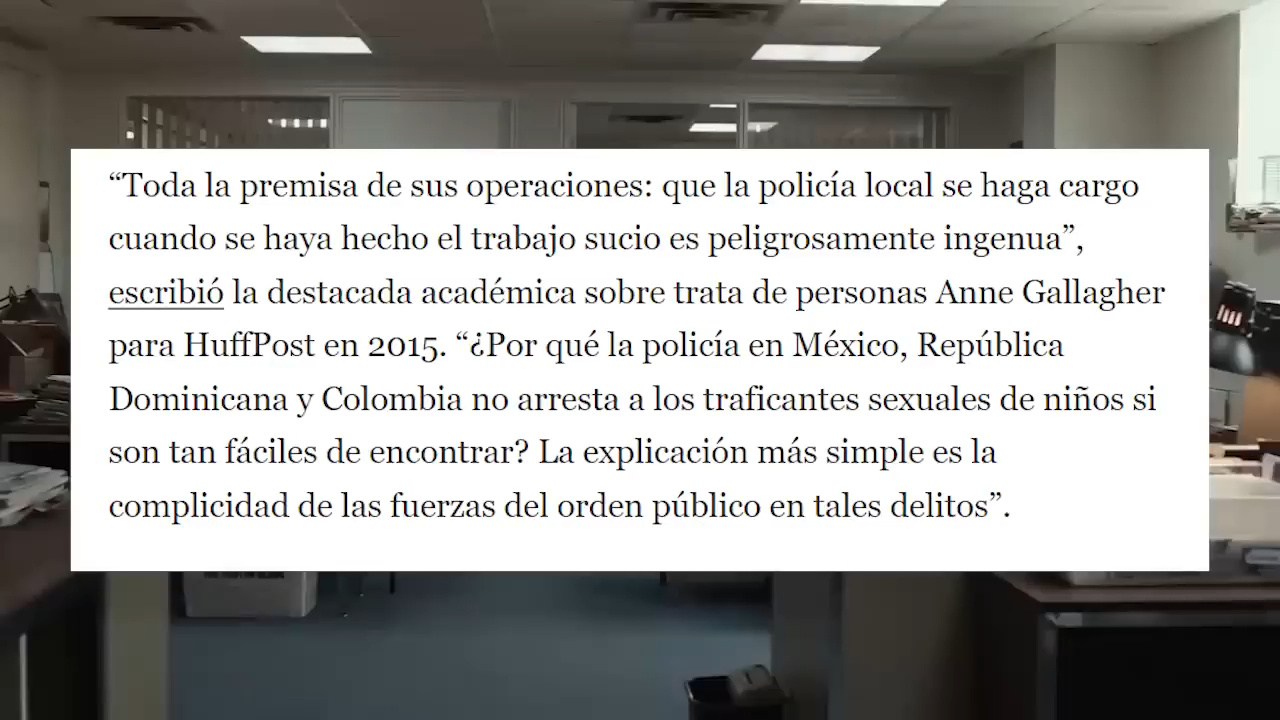 “Toda la premisa de sus operaciones: que la policía local se haga cargo
cuando se haya hecho el trabajo sucio es peligrosamente ingenua”,
escribió la destacada académica sobre trata de personas Anne Gallagher
para HuffPost en 2015. “¿Por qué la policía en México, República
Dominicana y Colombia no arresta a los traficantes sexuales de niños si
son tan fáciles de encontrar? La explicación más simple es la
complicidad de las fuerzas del orden público en tales delitos”.